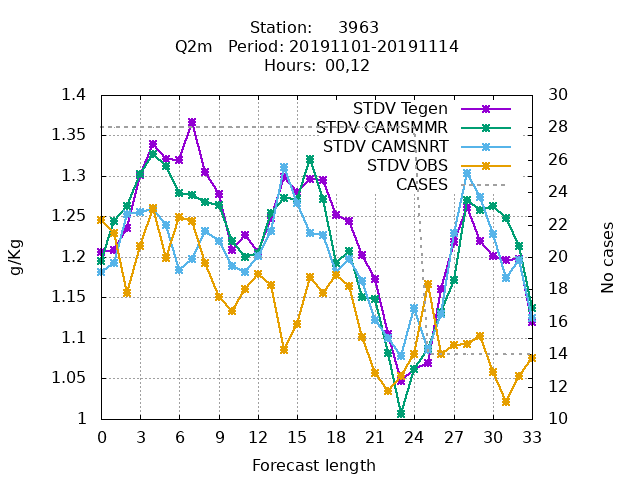 Station: 3963
Q2m Period: 20191101-20191114
Hours: 00,12
STDV Tegen
STDV CAMSMMR
STDV CAMSNRT
STDV OBS
CASES
1.4
1.35
1.3
1.25
1.2
1.15
1.1
1.05
1
g/Kg
30
28
26
24
22
20
18
16
14
12
10
No cases
0 3 6 9 12 15 18 21 24 27 30 33
Forecast length